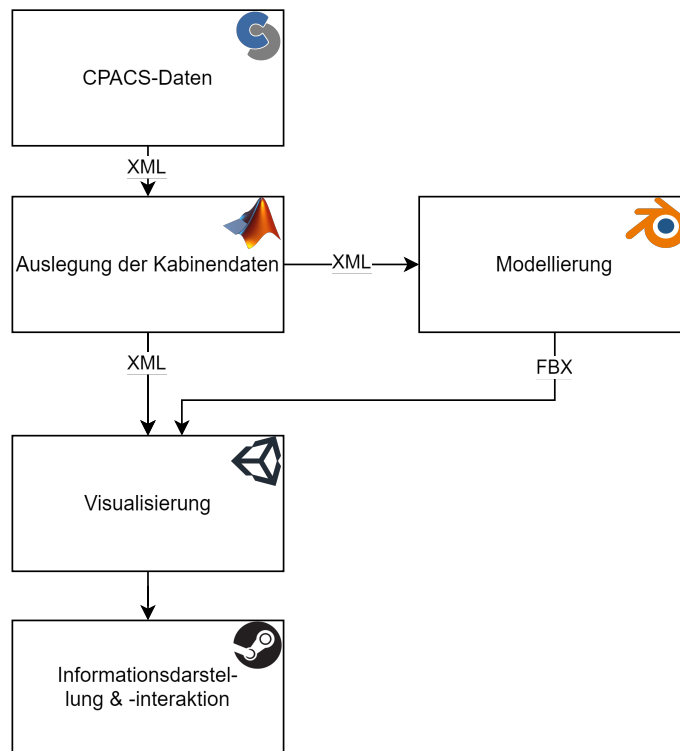 CPACS-Daten
XML
Auslegung der Kabinendaten
XML
Modellierung
XML
FBX
Visualisierung
Informationsdarstel-
lung & -interaktion